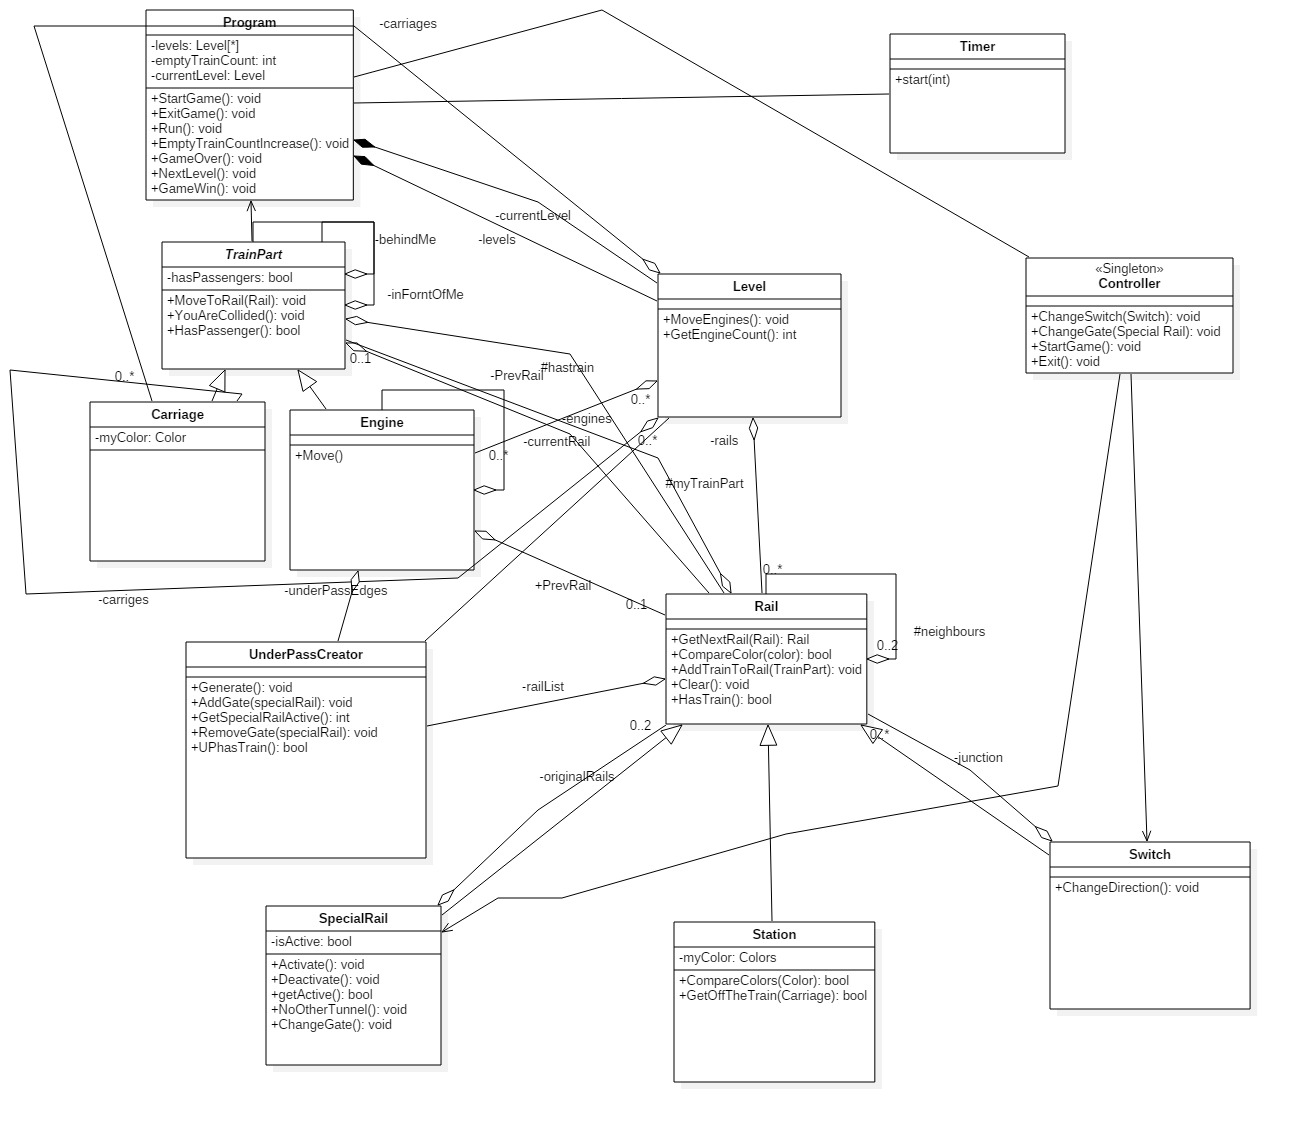 Program
-levels: Level[*]
-emptyTrainCount: int
-currentLevel: Level
+StartGame(): void
+ExitGame(): void
+Run(): void
+EmptyTrainCountIncrease(): void
+GameOver(): void
+NextLevel(): void
+GameWin(): void
-carriages
Timer
+start(int)
-currentLevel
-levels
-behindMe
-inForntOfMe
TrainPart
-hasPassengers: bool
+MoveToRail(Rail): void
+YouAreCollided(): void
+HasPassenger(): bool
Level
+MoveEngines(): void
+GetEngineCount(): int
«Singleton»
Controller
+ChangeSwitch(Switch): void
+ChangeGate(Special Rail): void
+StartGame(): void
+Exit(): void
0..1
#hastrain
-PrevRail
0..*
0..*
-engines
-currentRail
0..*
-rails
0..*
#myTrainPart
Carriage
-myColor: Color
Engine
+Move()
-carriges
-underPassEdges
+PrevRail
0..1
0..*
Rail
+GetNextRail(Rail): Rail
+CompareColor(color): bool
+AddTrainToRail(TrainPart): void
+Clear(): void
+HasTrain(): bool
#neighbours
0..2
UnderPassCreator
+Generate(): void
+AddGate(specialRail): void
+GetSpecialRailActive(): int
+RemoveGate(specialRail): void
+UPhasTrain(): bool
-railList
0..2
0..*
-originalRails
-junction
Switch
+ChangeDirection(): void
SpecialRail
-isActive: bool
+Activate(): void
+Deactivate(): void
+getActive(): bool
+NoOtherTunnel(): void
+ChangeGate(): void
Station
-myColor: Colors
+CompareColors(Color): bool
+GetOffTheTrain(Carriage): bool